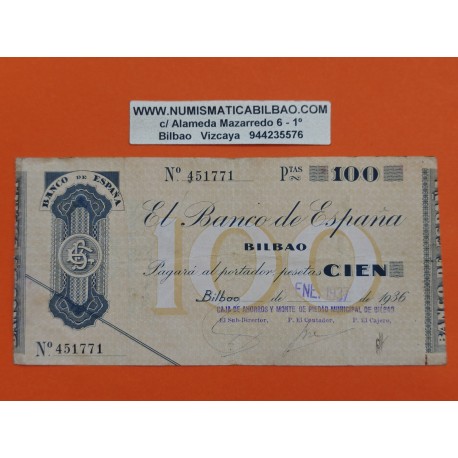 WWW.NUMISMATICABILBAO.COM
c/ Alameda Mazarredo 6 - 1º
Bilbao Vizcaya 944235576
Nº 451771 PTAS 100
BANCO DE ESPAÑA
El Banco de España
BILBAO
100
Pagará al portador pesetas CIEN
Bilbao de ENE. 1937 de 1936
CAJA DE AHORROS Y MONTE DE PIEDAD MUNICIPAL DE BILBAO
El Sub-Director, P. El Contador, P. El Cajero,
Nº 451771